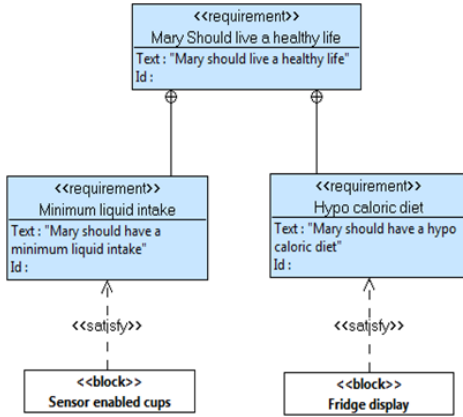 <<requirement>>
Mary Should live a healthy life
Text : "Mary should live a healthy life"
Id :
<<requirement>>
Minimum liquid intake
Text : "Mary should have a
minimum liquid intake"
Id :
<<requirement>>
Hypo caloric diet
Text : "Mary should have a hypo
caloric diet"
Id :
<<satisfy>>
<<satisfy>>
<<block>>
Sensor enabled cups
<<block>>
Fridge display